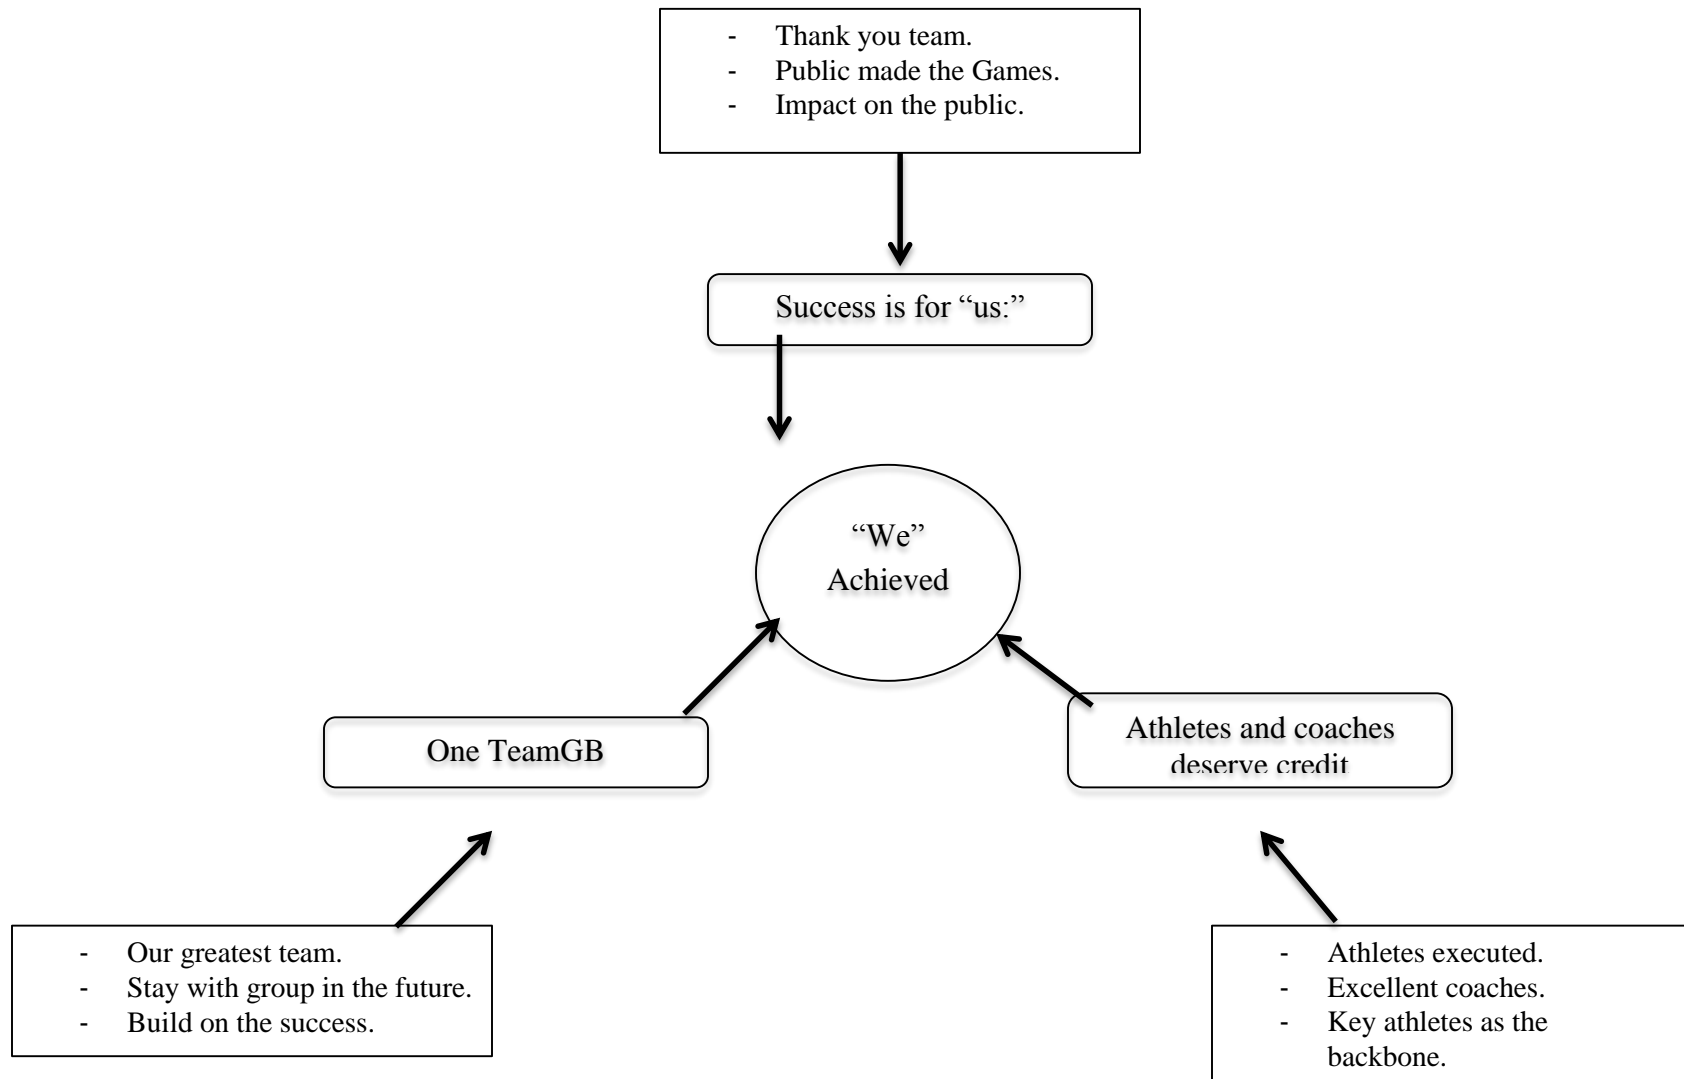 - Thank you team.
- Public made the Games.
- Impact on the public.
Success is for “us:”
“We”
Achieved
One TeamGB
Athletes and coaches
deserve credit
- Our greatest team.
- Stay with group in the future.
- Build on the success.
- Athletes executed.
- Excellent coaches.
- Key athletes as the
backbone.